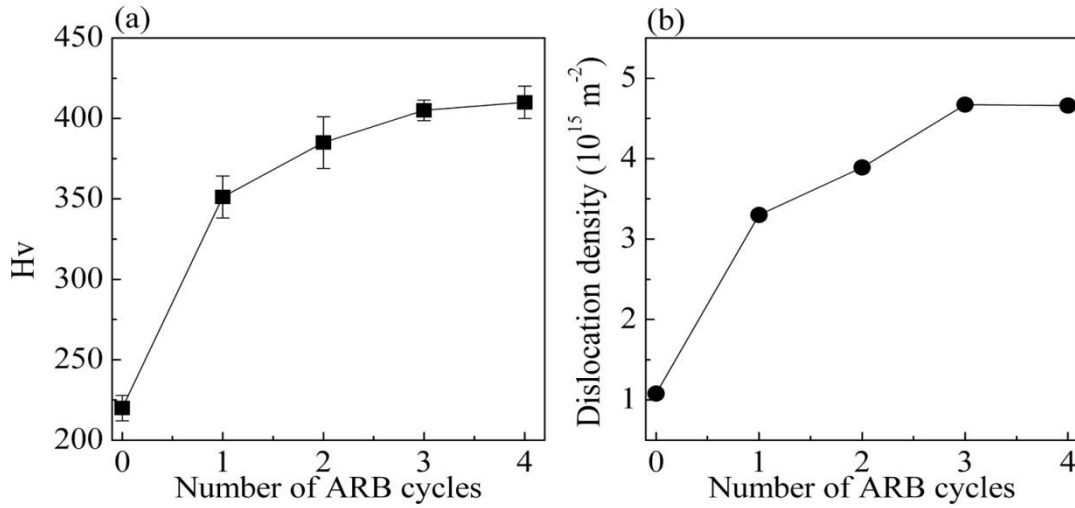 (a)
450
400
350
300
250
200
Hv
0 1 2 3 4
Number of ARB cycles
(b)
5
4
3
2
1
Dislocation density (10¹⁵ m⁻²)
0 1 2 3 4
Number of ARB cycles